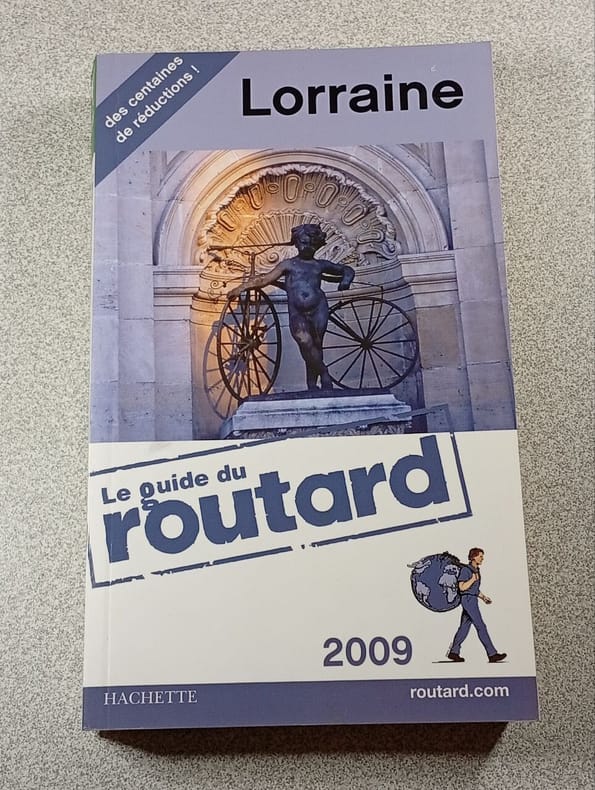 des centaines
de réductions !
Lorraine
Le guide du
routard
2009
HACHETTE
routard.com